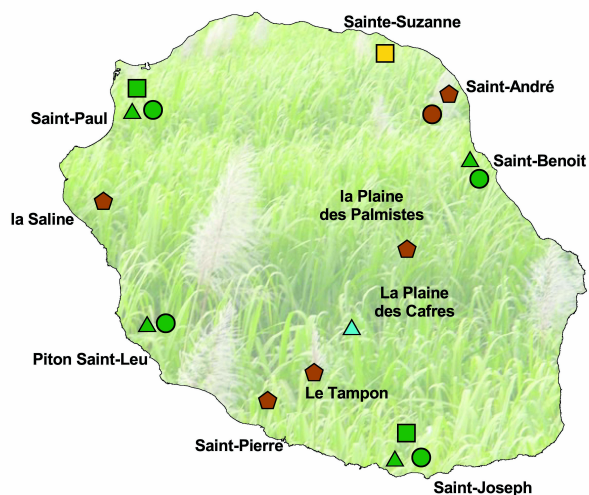 Sainte-Suzanne
Saint-André
Saint-Paul
Saint-Benoit
la Plaine
des Palmistes
la Saline
La Plaine
des Cafres
Piton Saint-Leu
Le Tampon
Saint-Pierre
Saint-Joseph